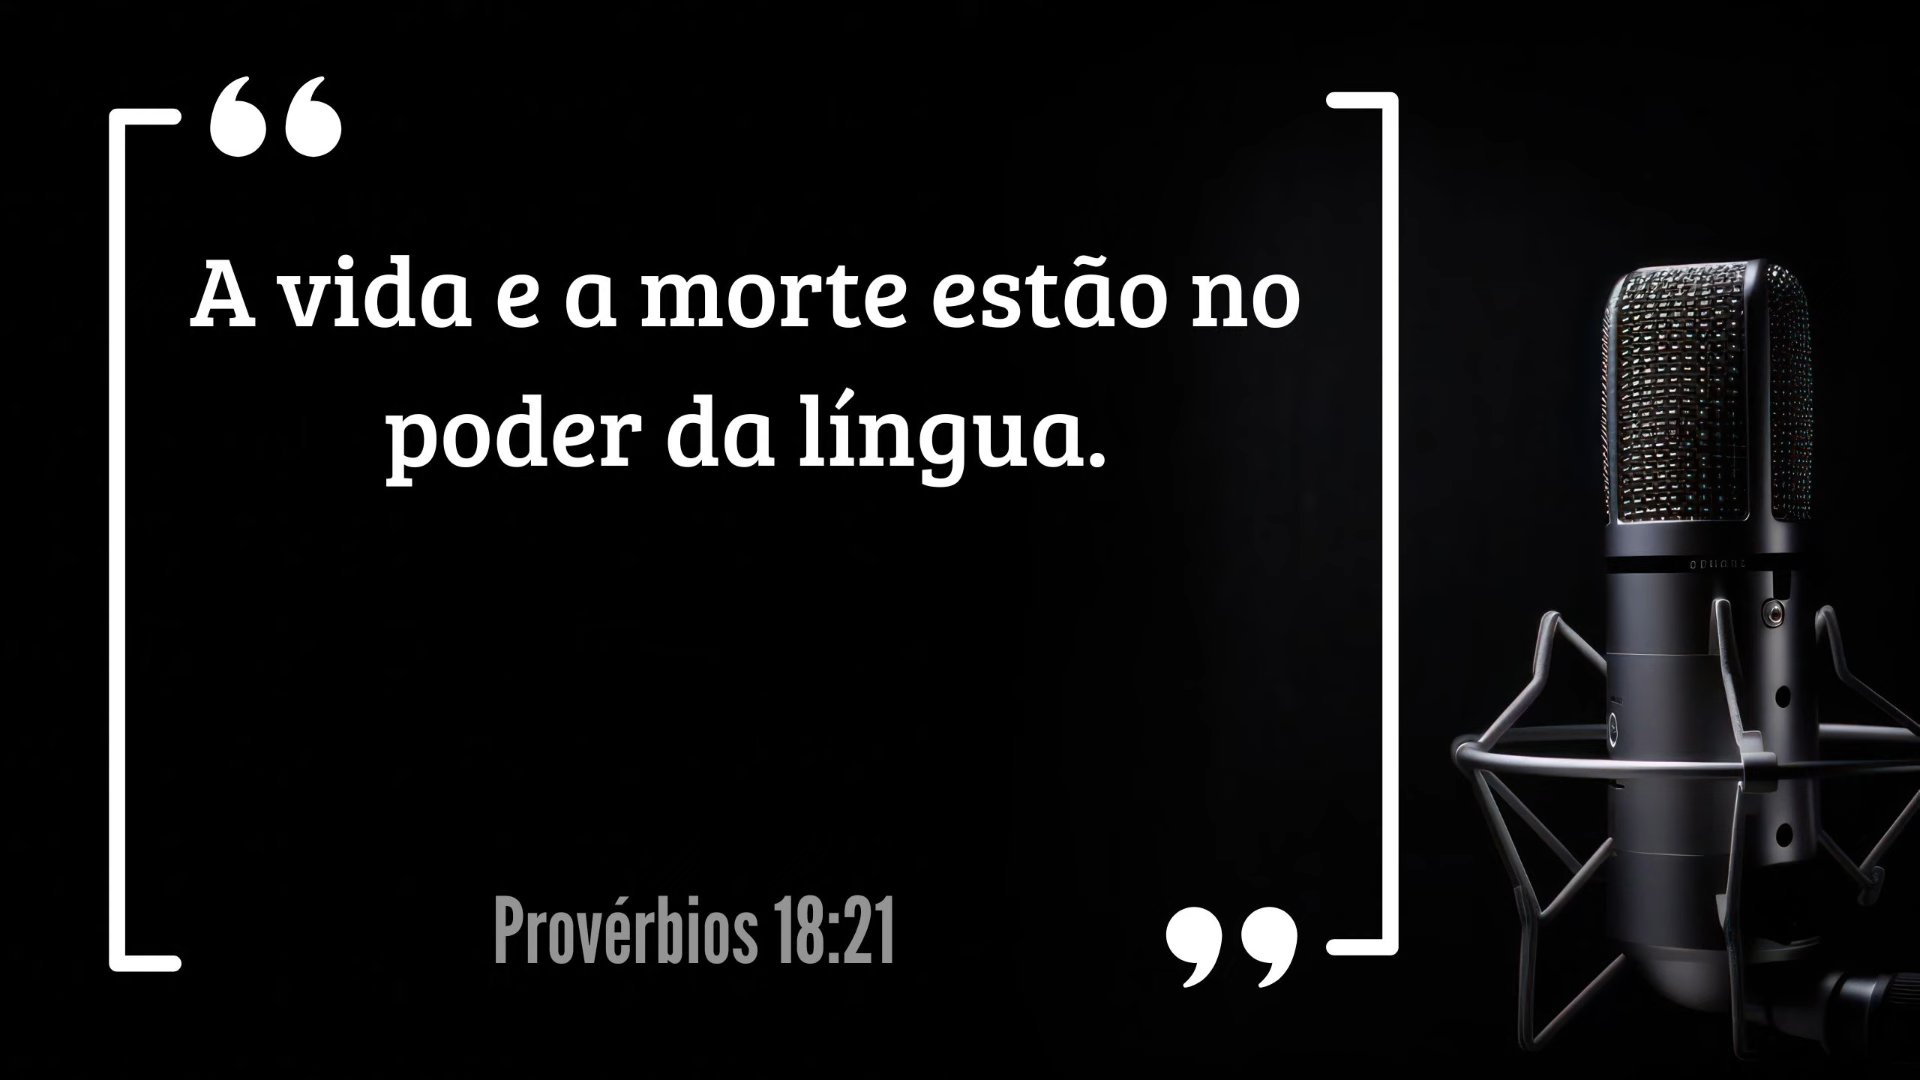 “
A vida e a morte estão no
poder da língua.
Provérbios 18:21
”